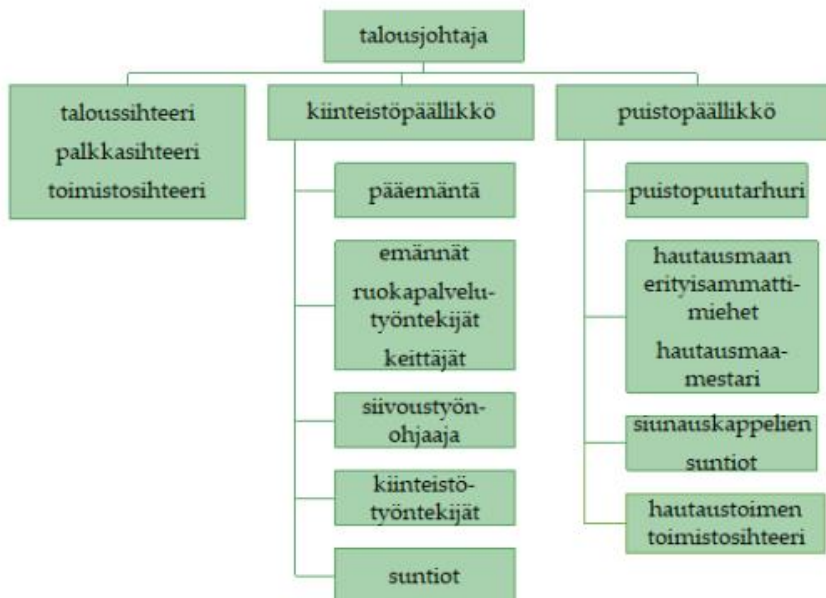 talousjohtaja
taloussihteeri
palkkasihteeri
toimistosihteeri
kiinteistöpäällikkö
pääemäntä
emännät
ruokapalvelu-
työntekijät
keittäjät
siivoustyön-
ohjaaja
kiinteistö-
työntekijät
suntiot
puistopäällikkö
puistopuutarhuri
hautausmaan
erityisammatti-
miehet
hautausmaa-
mestari
siunauskappelien
suntiot
hautaustoimen
toimistosihteeri